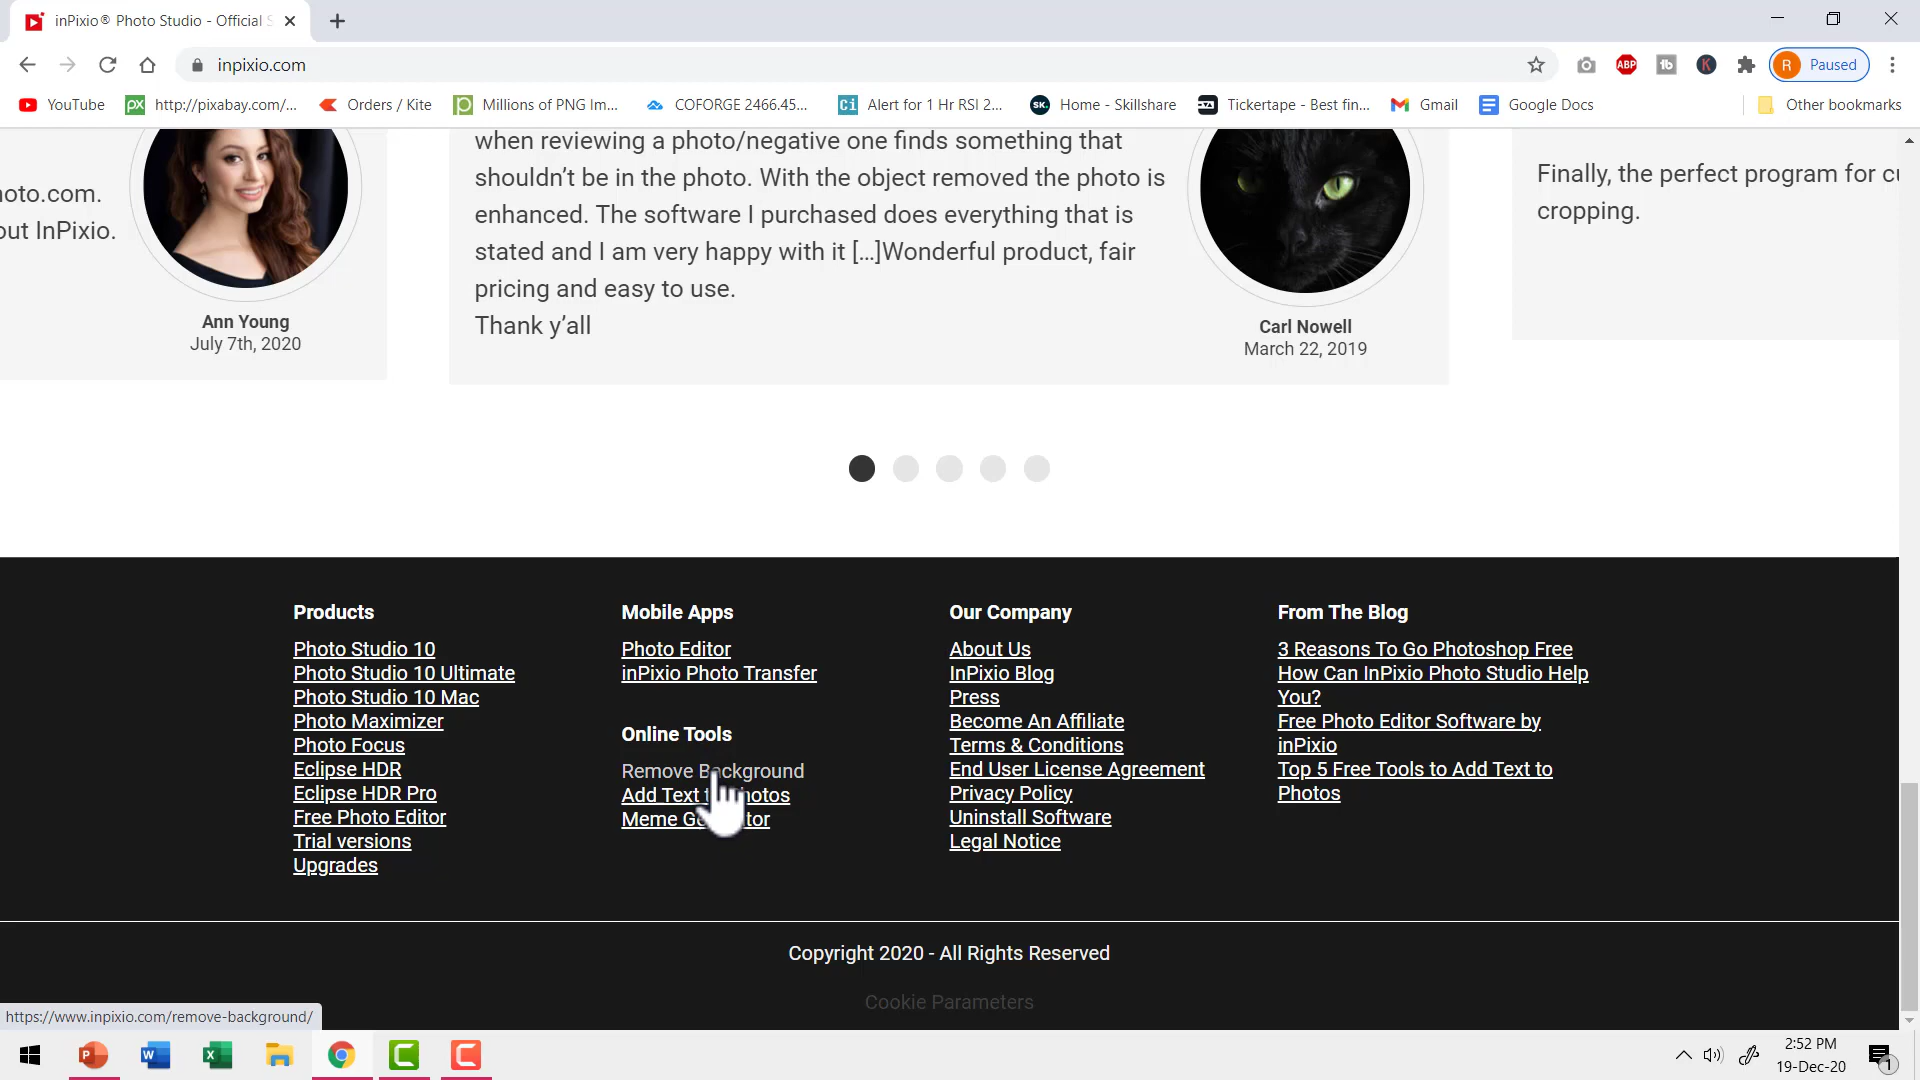 inPixio® Photo Studio - Official S
inpixio.com
ABP
R
Paused
YouTube
http://pixabay.com/...
Orders / Kite
Millions of PNG Im...
COFORGE 2466.45...
Alert for 1 Hr RSI 2...
Home - Skillshare
Tickertape - Best fin...
Gmail
Google Docs
Other bookmarks
hoto.com.
out InPixio.
Ann Young
July 7th, 2020
when reviewing a photo/negative one finds something that
shouldn't be in the photo. With the object removed the photo is
enhanced. The software I purchased does everything that is
stated and I am very happy with it [...]Wonderful product, fair
pricing and easy to use.
Thank y'all
Carl Nowell
March 22, 2019
Finally, the perfect program for cu
cropping.
Products
Photo Studio 10
Photo Studio 10 Ultimate
Photo Studio 10 Mac
Photo Maximizer
Photo Focus
Eclipse HDR
Eclipse HDR Pro
Free Photo Editor
Trial versions
Upgrades
Mobile Apps
Photo Editor
inPixio Photo Transfer
Online Tools
Remove Background
Add Text to Photos
Meme Generator
Our Company
About Us
InPixio Blog
Press
Become An Affiliate
Terms & Conditions
End User License Agreement
Privacy Policy
Uninstall Software
Legal Notice
From The Blog
3 Reasons To Go Photoshop Free
How Can InPixio Photo Studio Help
You?
Free Photo Editor Software by
inPixio
Top 5 Free Tools to Add Text to
Photos
Copyright 2020 - All Rights Reserved
Cookie Parameters
https://www.inpixio.com/remove-background/
2:52 PM
19-Dec-20
1